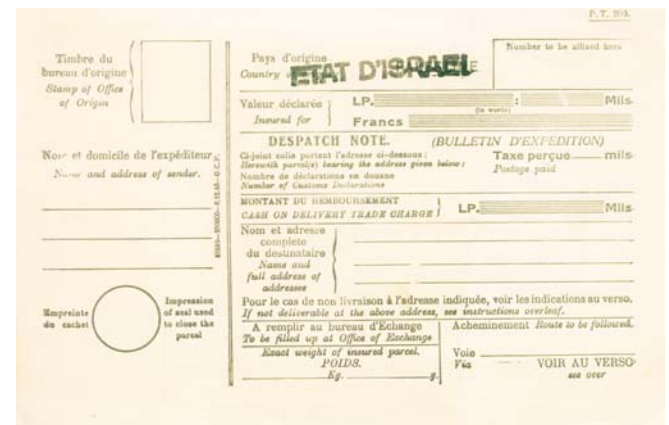 P.T. 203.
Timbre du
bureau d'origine
Stamp of Office
of Origin
Nom et domicile de l'expéditeur.
Name and address of sender.
Empreinte
du cachet
Impression
of seal used
to close the
parcel
Pays d'origine
Country
ETAT D'ISRAEL
Number to be affixed here
Valeur déclarée
Insured for
LP. : Mils
(in words)
Francs
DESPATCH NOTE. (BULLETIN D'EXPEDITION)
Ci-joint colis portant l'adresse ci-dessous:
Herewith parcel(s) bearing the address given below:
Nombre de déclarations en douane
Number of Customs Declarations
Taxe perçue mils
Postage paid
MONTANT DU REMBOURSEMENT
CASH ON DELIVERY TRADE CHARGE
LP. Mils
Nom et adresse
complete
du destinataire
Name and
full address of
addressee
Pour le cas de non livraison à l'adresse indiquée, voir les indications au verso.
If not deliverable at the above address, see instructions overleaf.
A remplir au bureau d'Echange
To be filled up at Office of Exchange
Exact weight of insured parcel.
POIDS.
Kg. g.
Acheminement Route to be followed.
Voie
Via
VOIR AU VERSO
see over